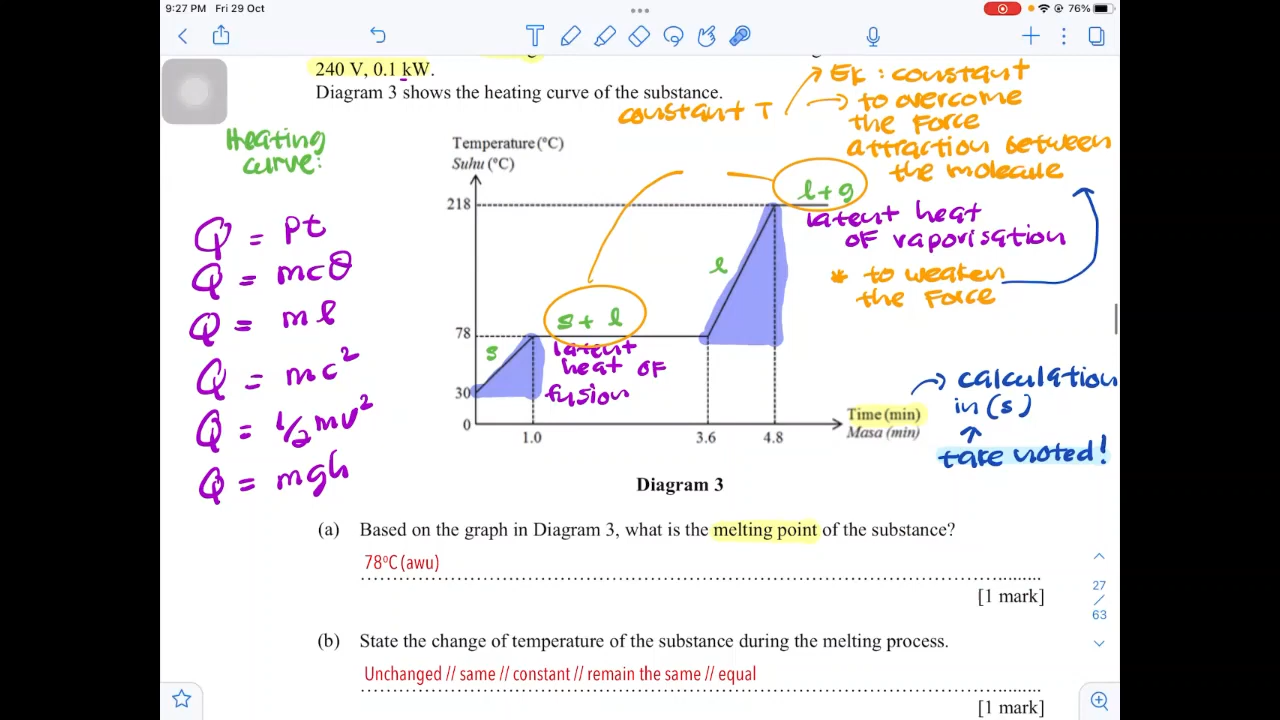 9:27 PM Fri 29 Oct
76%
T
240 V, 0.1 kW.
Diagram 3 shows the heating curve of the substance.
Heating
curve:
Q = Pt
Q = mcθ
Q = ml
Q = mc²
Q = 1/2mv²
Q = mgh
constant T
Ek : constant
to overcome
the force
attraction between
the molecule
Temperature (°C)
Suhu (°C)
218
78
30
0
1.0
3.6
4.8
s
s + l
latent
heat of
fusion
l
l + g
latent heat
of vaporisation
* to weaken
the force
Time (min)
Masa (min)
calculation
in (s)
take noted!
Diagram 3
(a) Based on the graph in Diagram 3, what is the melting point of the substance?
78°C (awu)
[1 mark]
27
/
63
(b) State the change of temperature of the substance during the melting process.
Unchanged // same // constant // remain the same // equal
[1 mark]